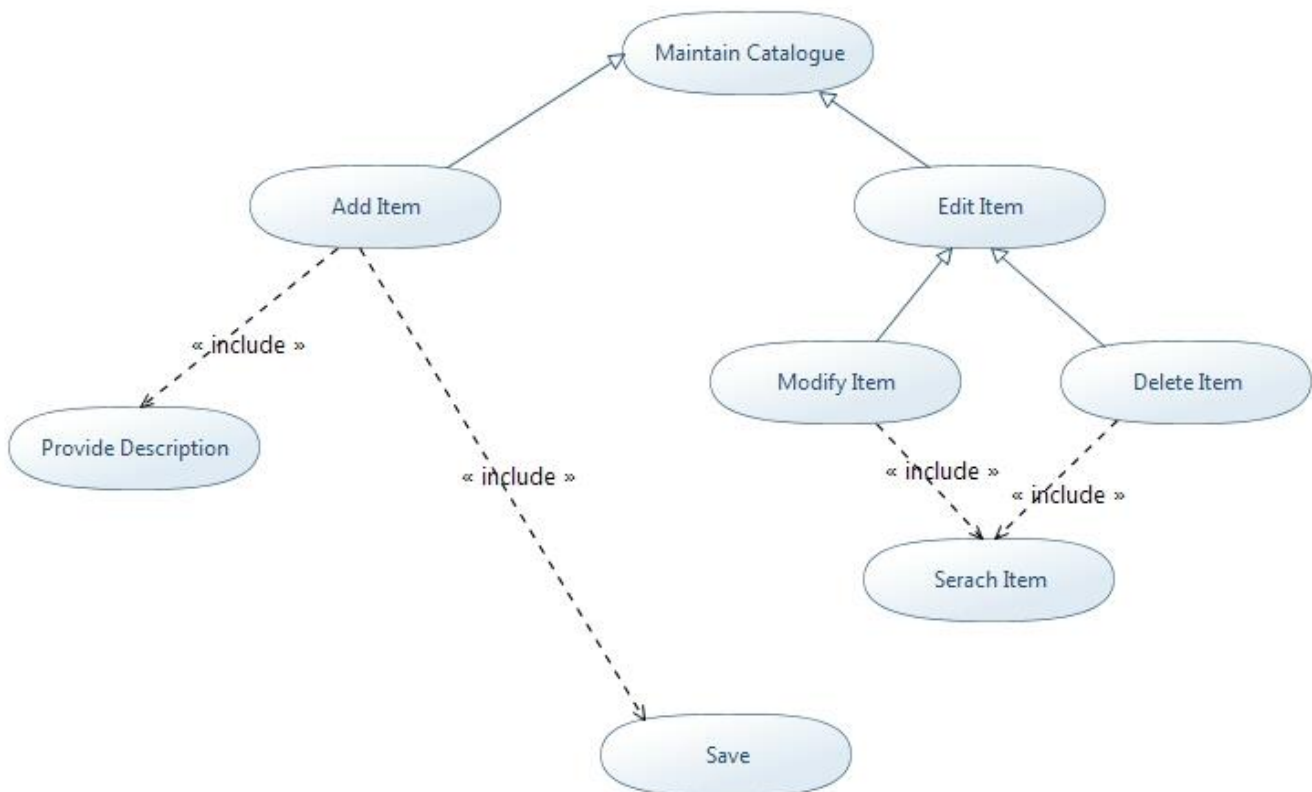 Maintain Catalogue
Add Item
Edit Item
« include »
Modify Item
Delete Item
Provide Description
« include »
« include »
« include »
Serach Item
Save